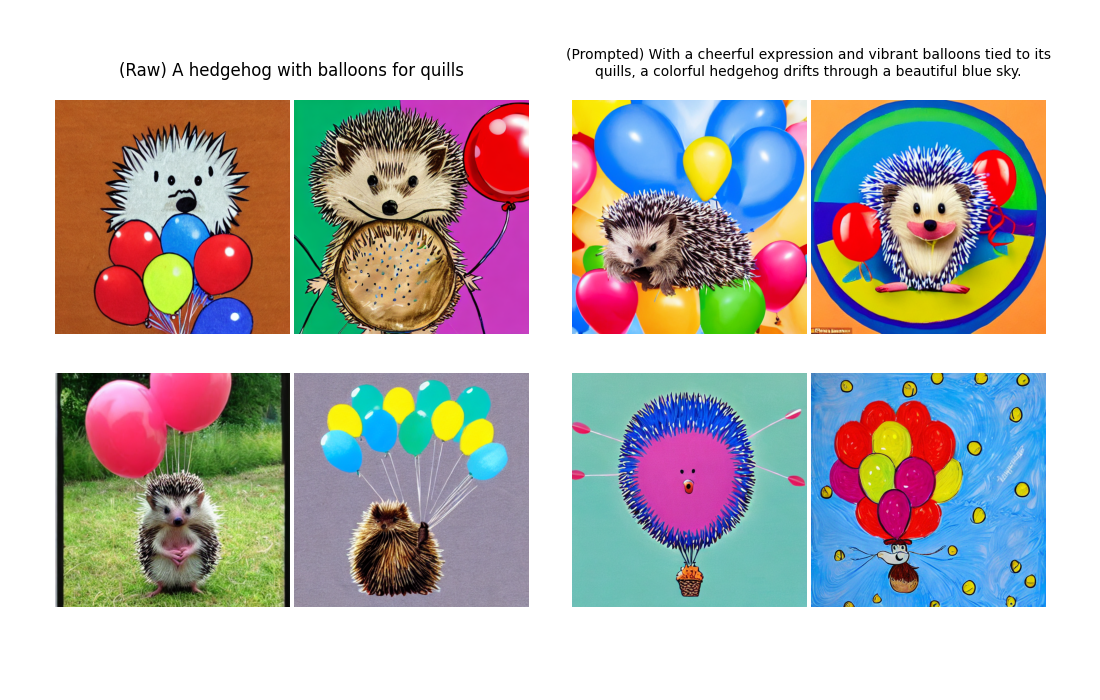 (Raw) A hedgehog with balloons for quills
(Prompted) With a cheerful expression and vibrant balloons tied to its
quills, a colorful hedgehog drifts through a beautiful blue sky.